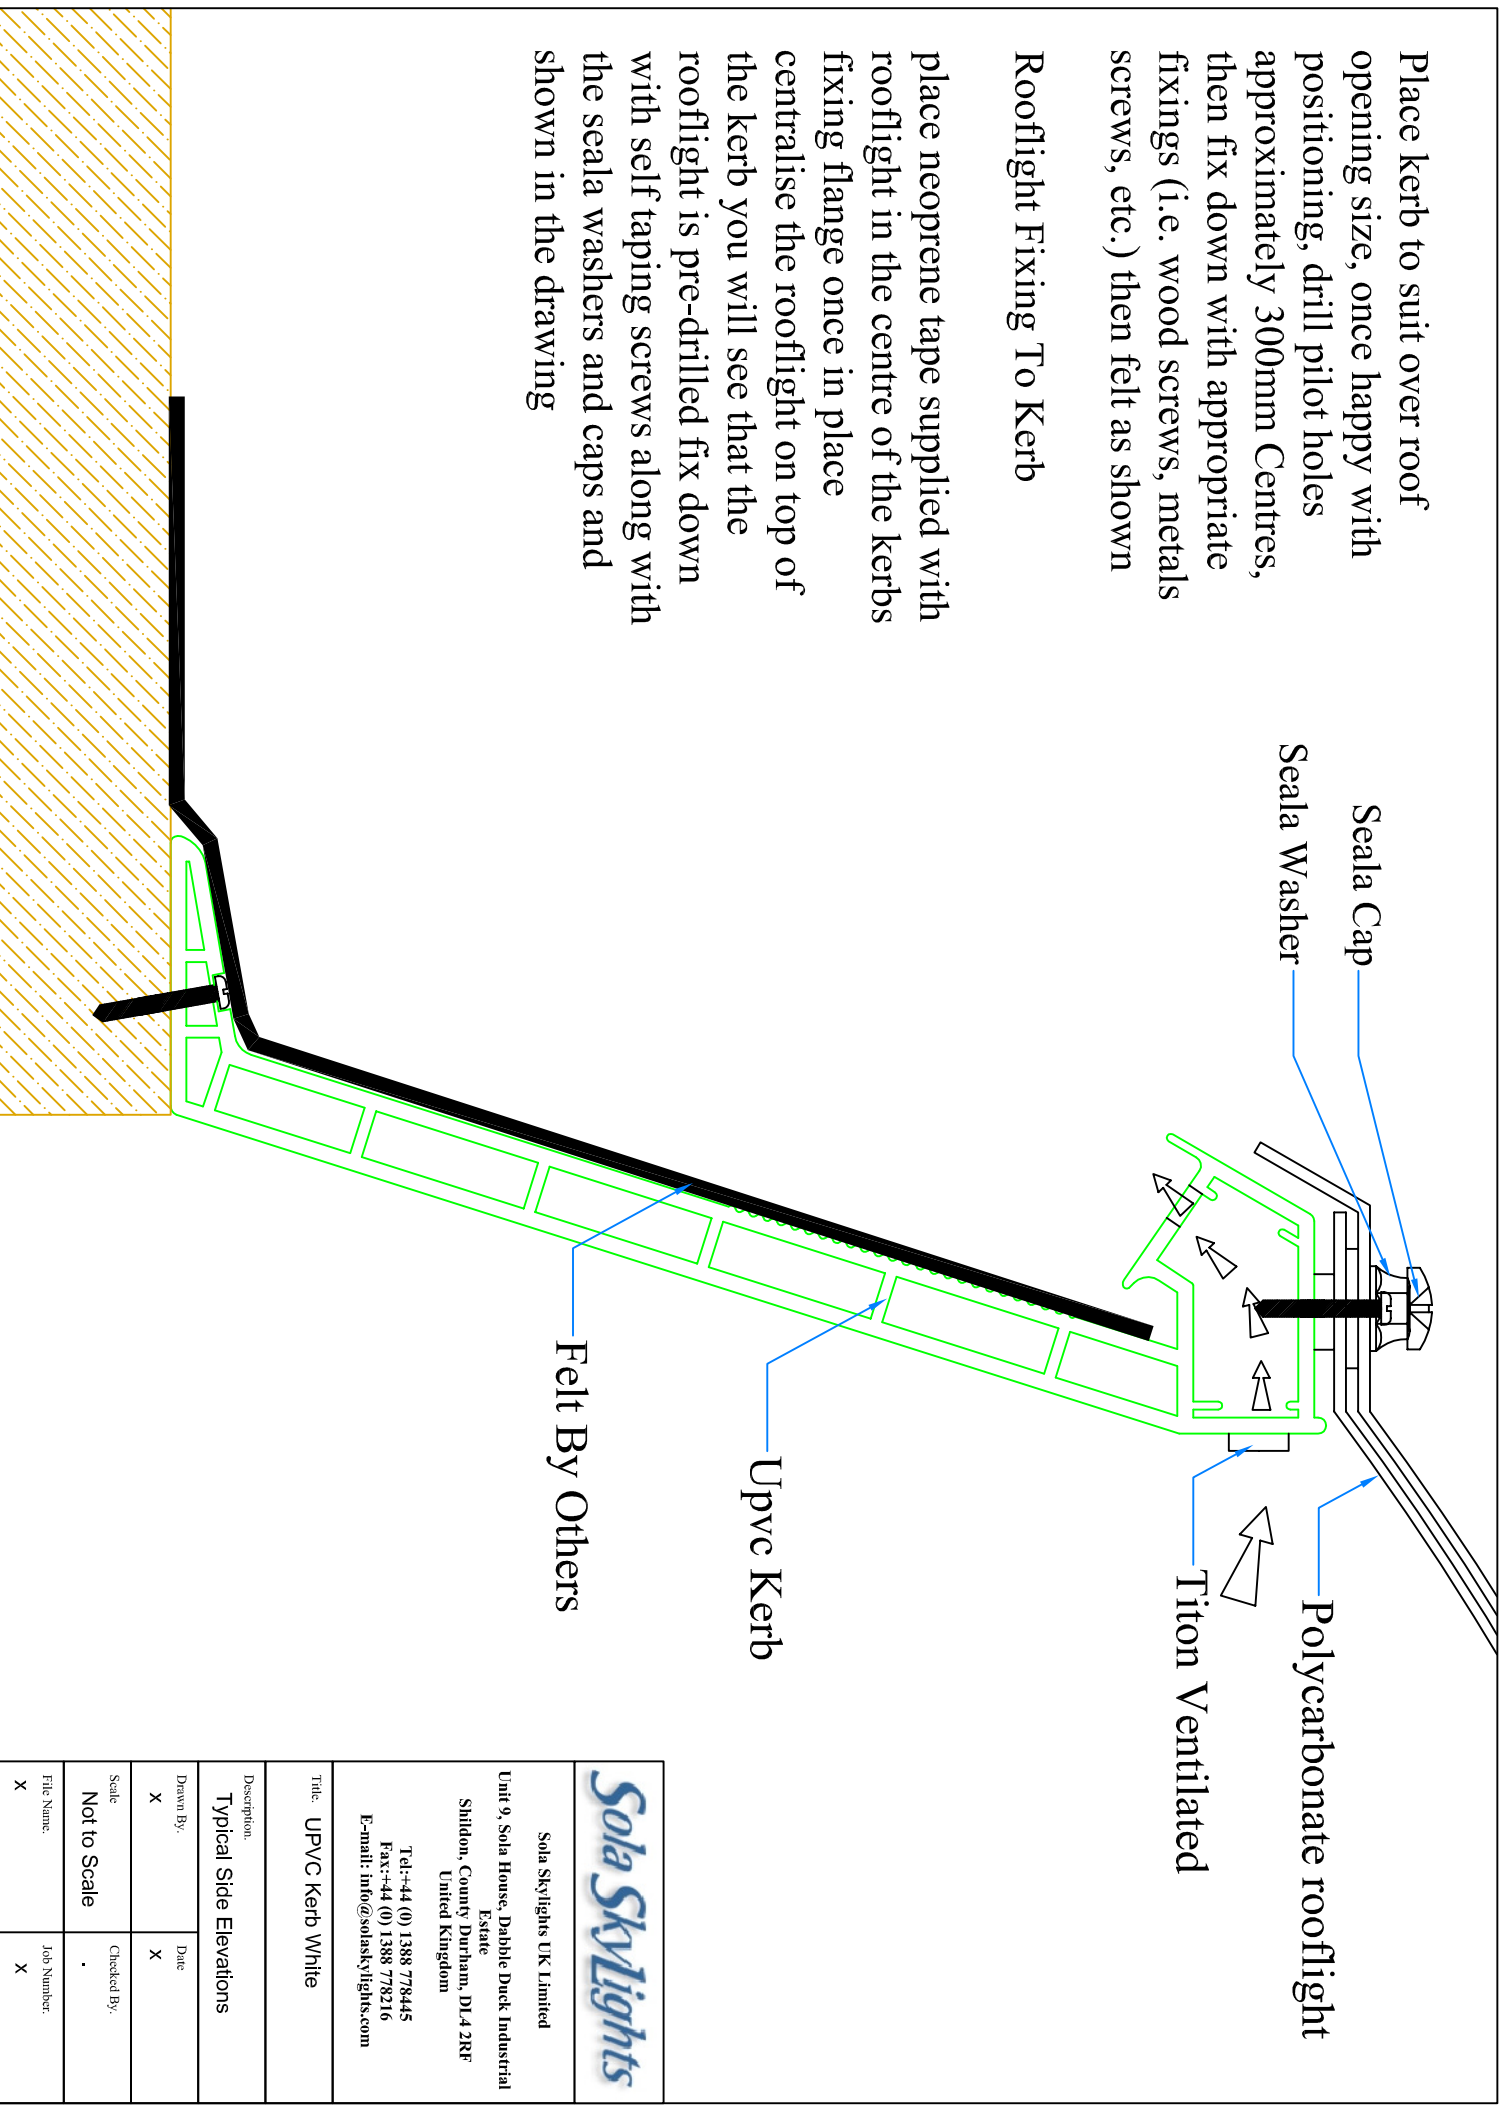 Place kerb to suit over roof
opening size, once happy with
positioning, drill pilot holes
approximately 300mm Centres,
then fix down with appropriate
fixings (i.e. wood screws, metals
screws, etc.) then felt as shown
Rooflight Fixing To Kerb
place neoprene tape supplied with
rooflight in the centre of the kerbs
fixing flange once in place
centralise the rooflight on top of
the kerb you will see that the
rooflight is pre-drilled fix down
with self taping screws along with
the seala washers and caps and
shown in the drawing
Seala Cap
Seala Washer
Polycarbonate rooflight
Titon Ventilated
Upvc Kerb
Felt By Others
Sola SkyLights
Sola Skylights UK Limited
Unit 9, Sola House, Dabble Duck Industrial
Estate
Shildon, County Durham, DL4 2RF
United Kingdom
Tel:+44 (0) 1388 778445
Fax:+44 (0) 1388 778216
E-mail: info@solaskylights.com
Title. UPVC Kerb White
Description.
Typical Side Elevations
Drawn By. Date
X X
Scale Checked By.
Not to Scale .
File Name. Job Number.
X X